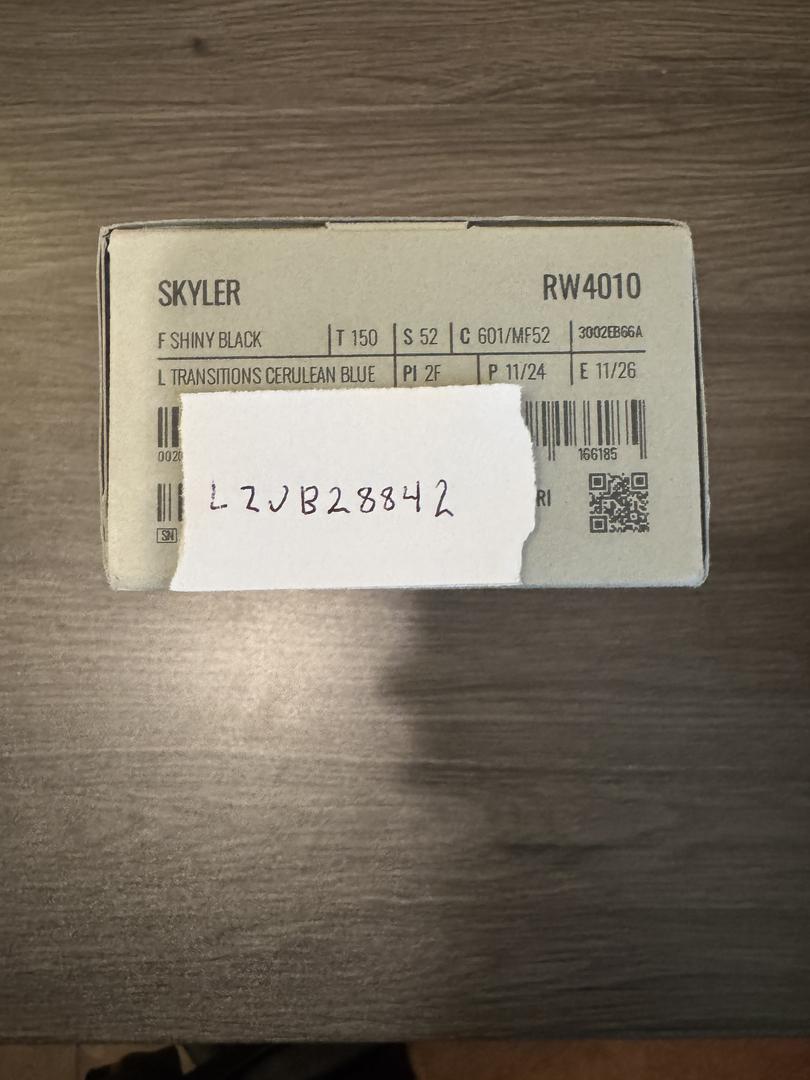 SKYLER RW4010
F SHINY BLACK T 150 S 52 C 601/MF52 3002EB66A
L TRANSITIONS CERULEAN BLUE PI 2F P 11/24 E 11/26
166185
LZJB28842
SN